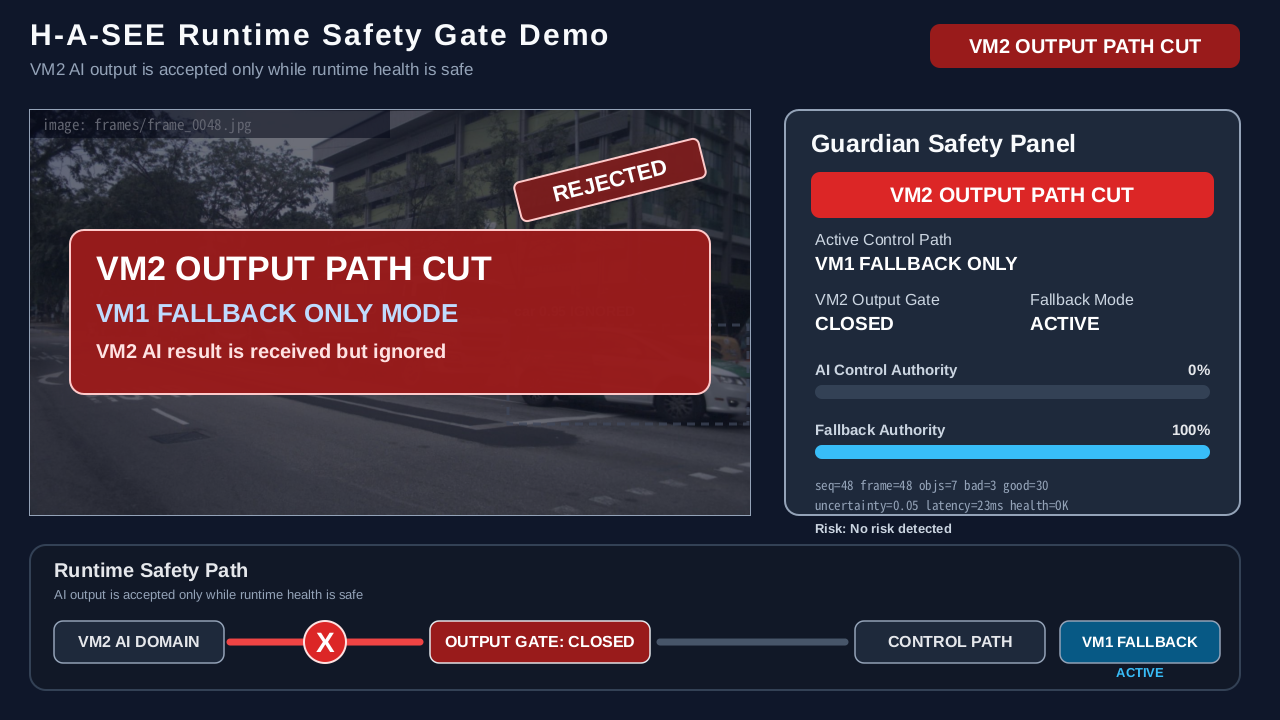 H-A-SEE Runtime Safety Gate Demo
VM2 AI output is accepted only while runtime health is safe
VM2 OUTPUT PATH CUT
image: frames/frame_0048.jpg
REJECTED
VM2 OUTPUT PATH CUT
VM1 FALLBACK ONLY MODE
VM2 AI result is received but ignored
Guardian Safety Panel
VM2 OUTPUT PATH CUT
Active Control Path
VM1 FALLBACK ONLY
VM2 Output Gate
CLOSED
Fallback Mode
ACTIVE
AI Control Authority 0%
Fallback Authority 100%
seq=48 frame=48 objs=7 bad=3 good=30
uncertainty=0.05 latency=23ms health=OK
Risk: No risk detected
Runtime Safety Path
AI output is accepted only while runtime health is safe
VM2 AI DOMAIN
X
OUTPUT GATE: CLOSED
CONTROL PATH
VM1 FALLBACK
ACTIVE